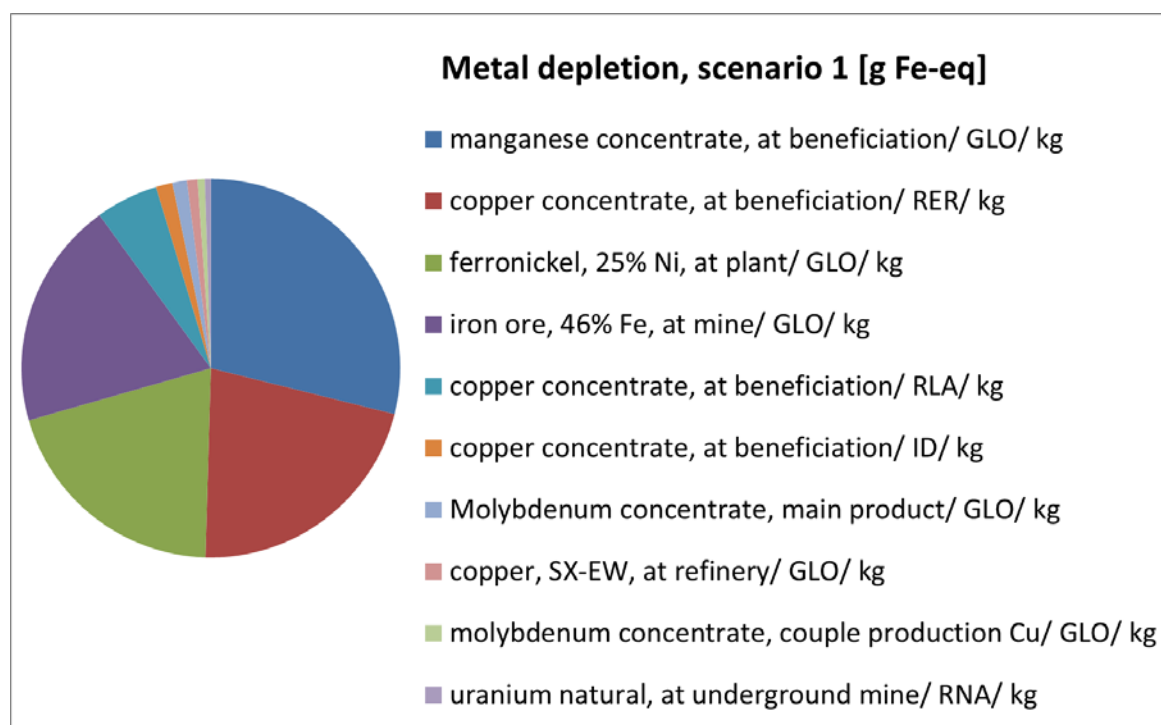 Metal depletion, scenario 1 [g Fe-eq]
manganese concentrate, at beneficiation/ GLO/ kg
copper concentrate, at beneficiation/ RER/ kg
ferronickel, 25% Ni, at plant/ GLO/ kg
iron ore, 46% Fe, at mine/ GLO/ kg
copper concentrate, at beneficiation/ RLA/ kg
copper concentrate, at beneficiation/ ID/ kg
Molybdenum concentrate, main product/ GLO/ kg
copper, SX-EW, at refinery/ GLO/ kg
molybdenum concentrate, couple production Cu/ GLO/ kg
uranium natural, at underground mine/ RNA/ kg